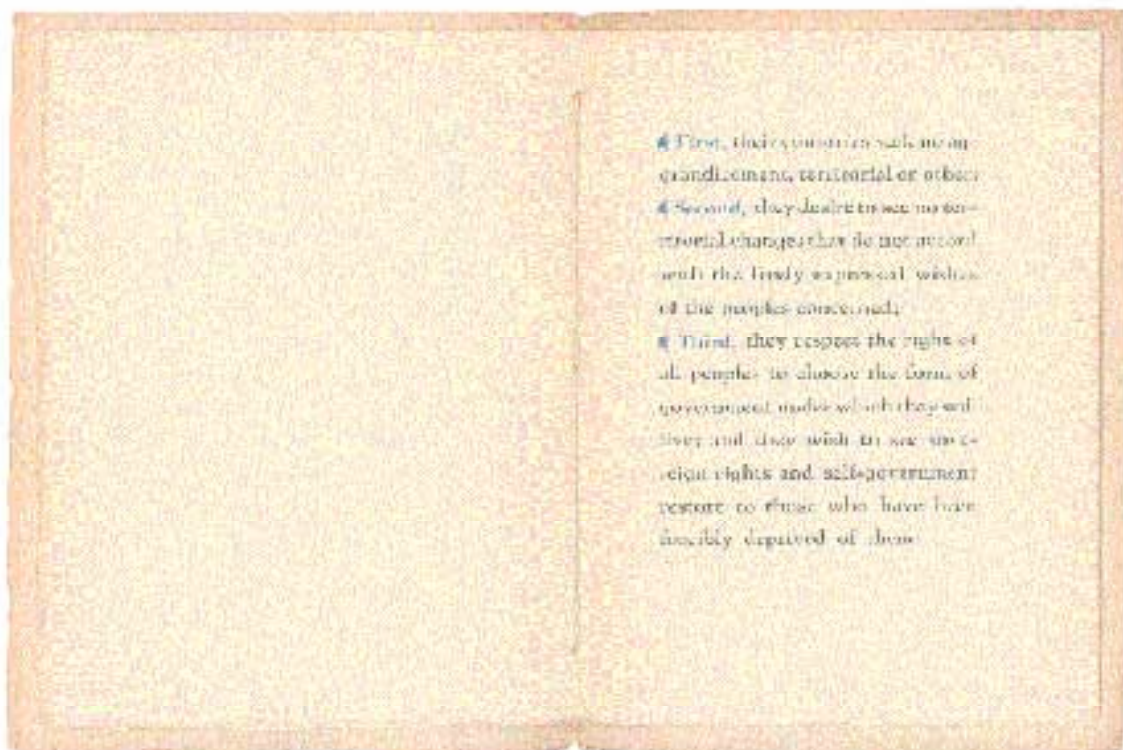 First, their countries seek no ag-
grandizement, territorial or other;
Second, they desire to see no ter-
ritorial changes that do not accord
with the freely expressed wishes
of the peoples concerned;
Third, they respect the right of
all peoples to choose the form of
government under which they will
live; and they wish to see sove-
reign rights and self-government
restore to those who have been
forcibly deprived of them